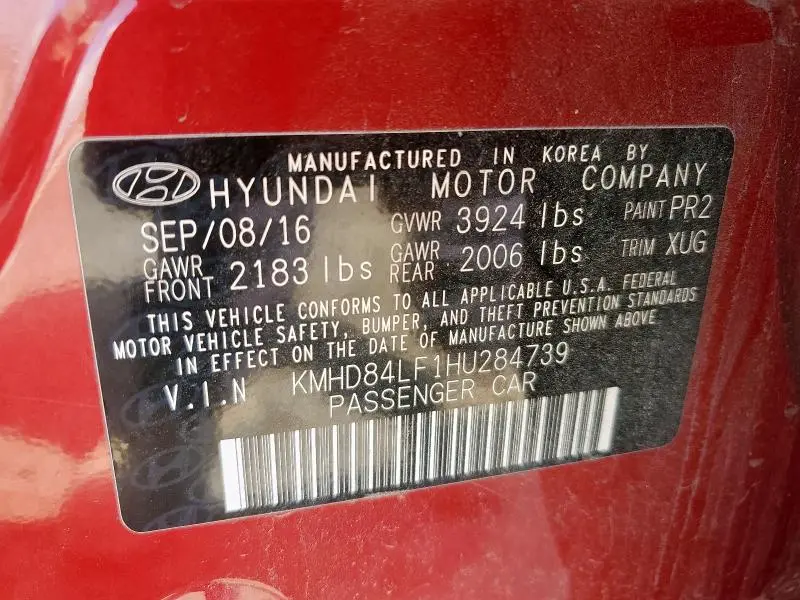 MANUFACTURED IN KOREA BY
HYUNDAI MOTOR COMPANY
SEP/08/16 GVWR 3924 lbs PAINT PR2
GAWR FRONT 2183 lbs GAWR REAR 2006 lbs TRIM XUG
THIS VEHICLE CONFORMS TO ALL APPLICABLE U.S.A. FEDERAL
MOTOR VEHICLE SAFETY, BUMPER, AND THEFT PREVENTION STANDARDS
IN EFFECT ON THE DATE OF MANUFACTURE SHOWN ABOVE
V.I.N KMHD84LF1HU284739
PASSENGER CAR